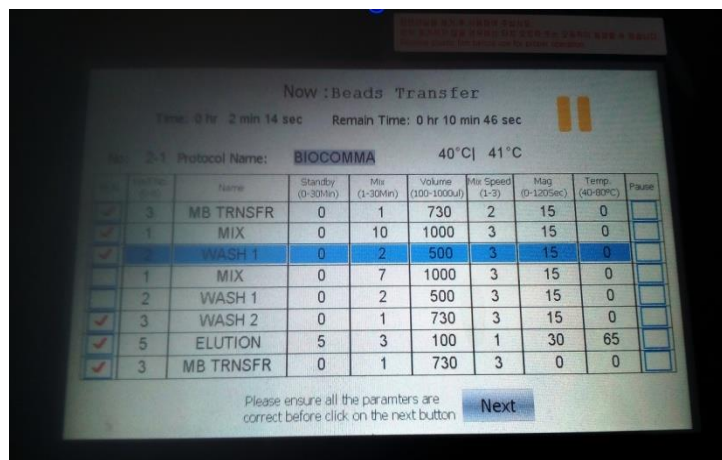 Now :Beads Transfer
Time: 0 hr 2 min 14 sec Remain Time: 0 hr 10 min 46 sec
No: 2-1 Protocol Name: BIOCOMMA 40°C| 41°C
Name Standby (0-30Min) Mix (1-30Min) Volume (100-1000ul) Mix Speed (1-3) Mag (0-120Sec) Temp. (40-80°C) Pause
3 MB TRNSFR 0 1 730 2 15 0
1 MIX 0 10 1000 3 15 0
2 WASH 1 0 2 500 3 15 0
1 MIX 0 7 1000 3 15 0
2 WASH 1 0 2 500 3 15 0
3 WASH 2 0 1 730 3 15 0
5 ELUTION 5 3 100 1 30 65
3 MB TRNSFR 0 1 730 3 0 0
Please ensure all the paramters are
correct before click on the next button
Next